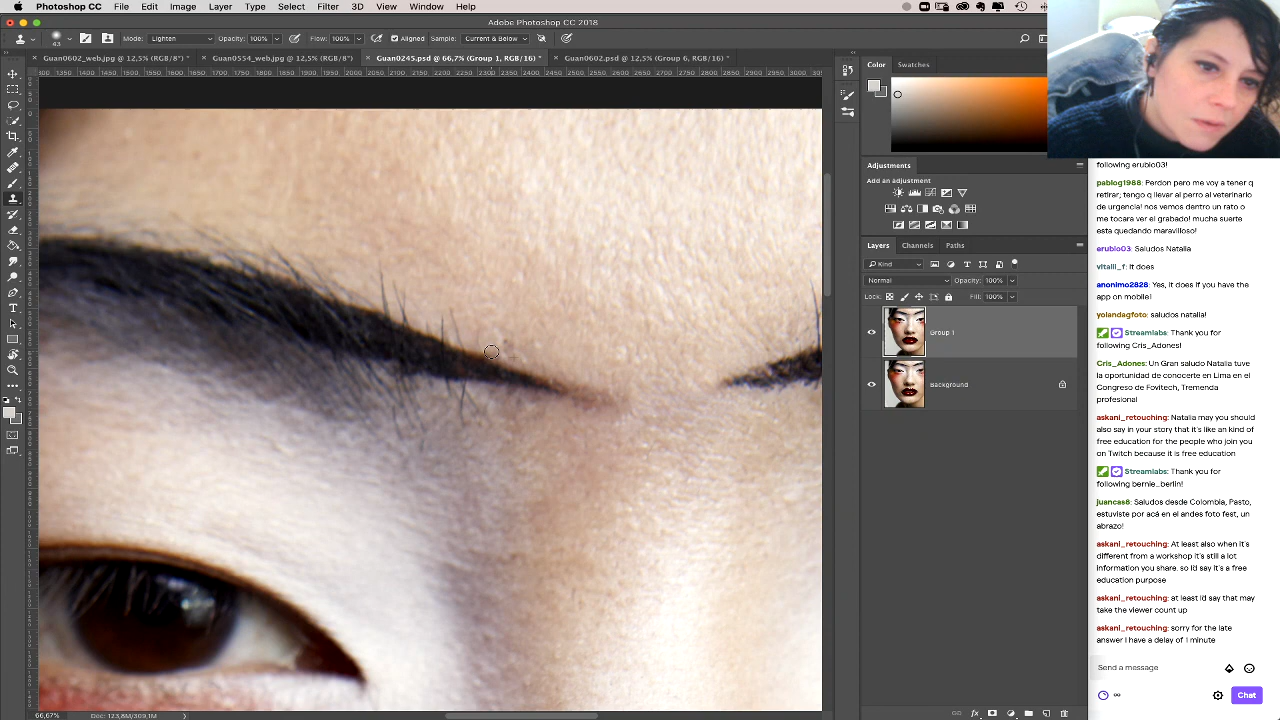 Photoshop CC File Edit Image Layer Type Select Filter 3D View Window Help
Adobe Photoshop CC 2018
63 Mode: Lighten Opacity: 100% Flow: 100% Aligned Sample: Current & Below
Guan0602_web.jpg @ 12,5% (RGB/8*) * Guan0554_web.jpg @ 12,5% (RGB/8*) Guan0245.psd @ 66,7% (Group 1, RGB/16) * Guan0602.psd @ 12,5% (Group 6, RGB/16) *
Color Swatches
Adjustments
Add an adjustment
Layers Channels Paths
Kind
Normal Opacity: 100%
Lock: Fill: 100%
Group 1
Background
66,67% Doc: 123,8M/309,1M
following erubio03!
pablog1988: Perdon pero me voy a tener q
retirar; tengo q llevar al perro al veterinario
de urgencia! nos vemos dentro un rato o
me tocara ver el grabado! mucha suerte
esta quedando maravilloso!
erubio03: Saludos Natalia
vitalii_f: it does
anonimo2828: Yes, it does if you have the
app on mobile!
yolandagfoto: saludos natalia!
Streamlabs: Thank you for
following Cris_Adones!
Cris_Adones: Un Gran saludo Natalia tuve
la oportunidad de conocerte en Lima en el
Congreso de Fovitech, Tremenda
profesional
askani_retouching: Natalia may you should
also say in your story that it's like an kind of
free education for the people who join you
on Twitch because it is free education
Streamlabs: Thank you for
following bernie_berlin!
juancas8: Saludos desde Colombia, Pasto,
estuviste por acá en el andes foto fest, un
abrazo!
askani_retouching: At least also when it's
different from a workshop it's still a lot
information you share. so i'd say it's a free
education purpose
askani_retouching: at least i'd say that may
take the viewer count up
askani_retouching: sorry for the late
answer I have a delay of 1 minute
Send a message
Chat